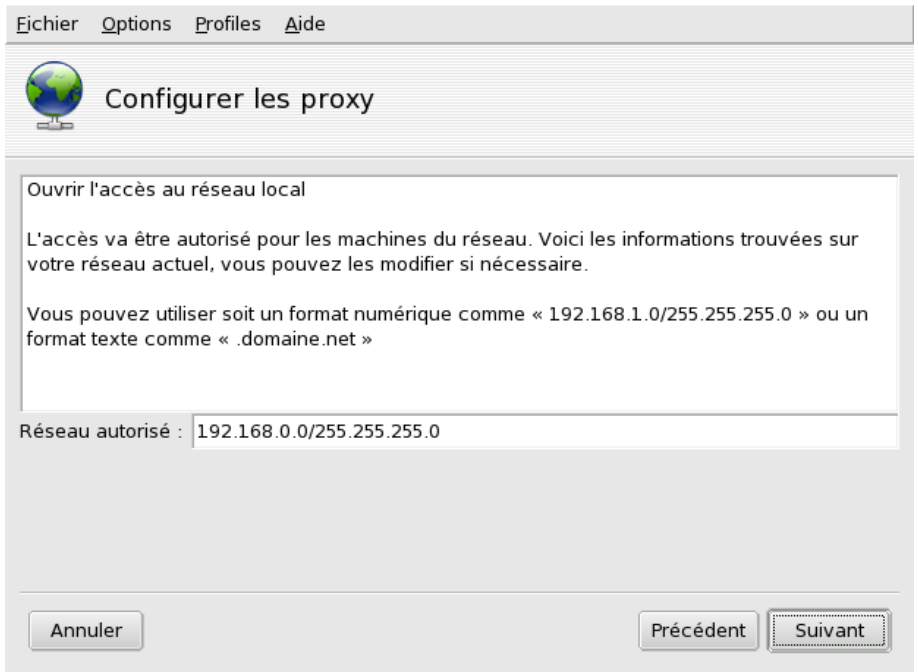 Fichier Options Profiles Aide
Configurer les proxy
Ouvrir l'accès au réseau local
L'accès va être autorisé pour les machines du réseau. Voici les informations trouvées sur
votre réseau actuel, vous pouvez les modifier si nécessaire.
Vous pouvez utiliser soit un format numérique comme « 192.168.1.0/255.255.255.0 » ou un
format texte comme « .domaine.net »
Réseau autorisé : 192.168.0.0/255.255.255.0
Annuler Précédent Suivant